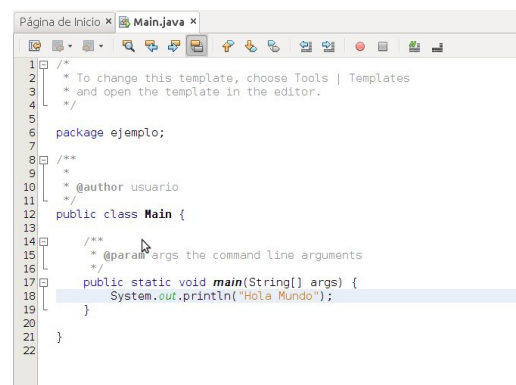 Página de Inicio × Main.java ×
1 /*
2 * To change this template, choose Tools | Templates
3 * and open the template in the editor.
4 */
5
6 package ejemplo;
7
8 /**
9 *
10 * @author usuario
11 */
12 public class Main {
13
14 /**
15 * @param args the command line arguments
16 */
17 public static void main(String[] args) {
18 System.out.println("Hola Mundo");
19 }
20
21 }
22